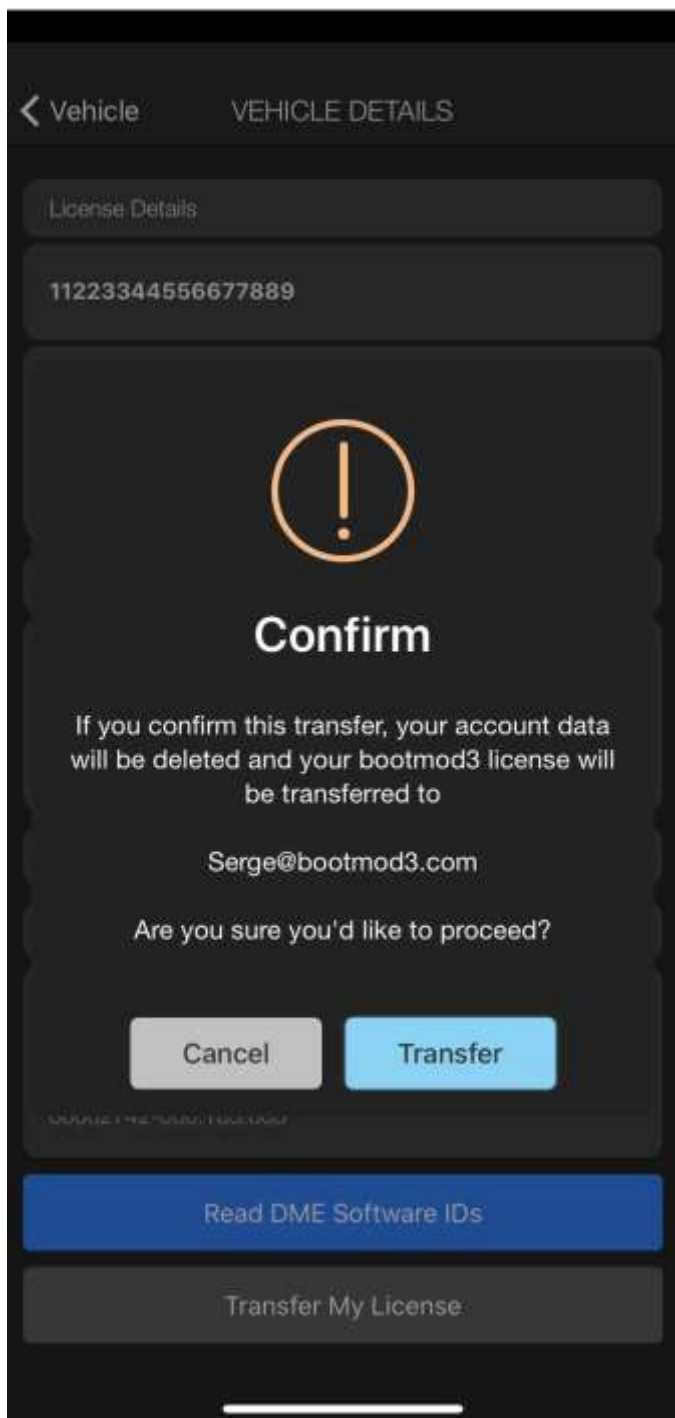 Vehicle VEHICLE DETAILS
License Details
11223344556677889
Confirm
If you confirm this transfer, your account data
will be deleted and your bootmod3 license will
be transferred to
Serge@bootmod3.com
Are you sure you'd like to proceed?
Cancel Transfer
Read DME Software IDs
Transfer My License